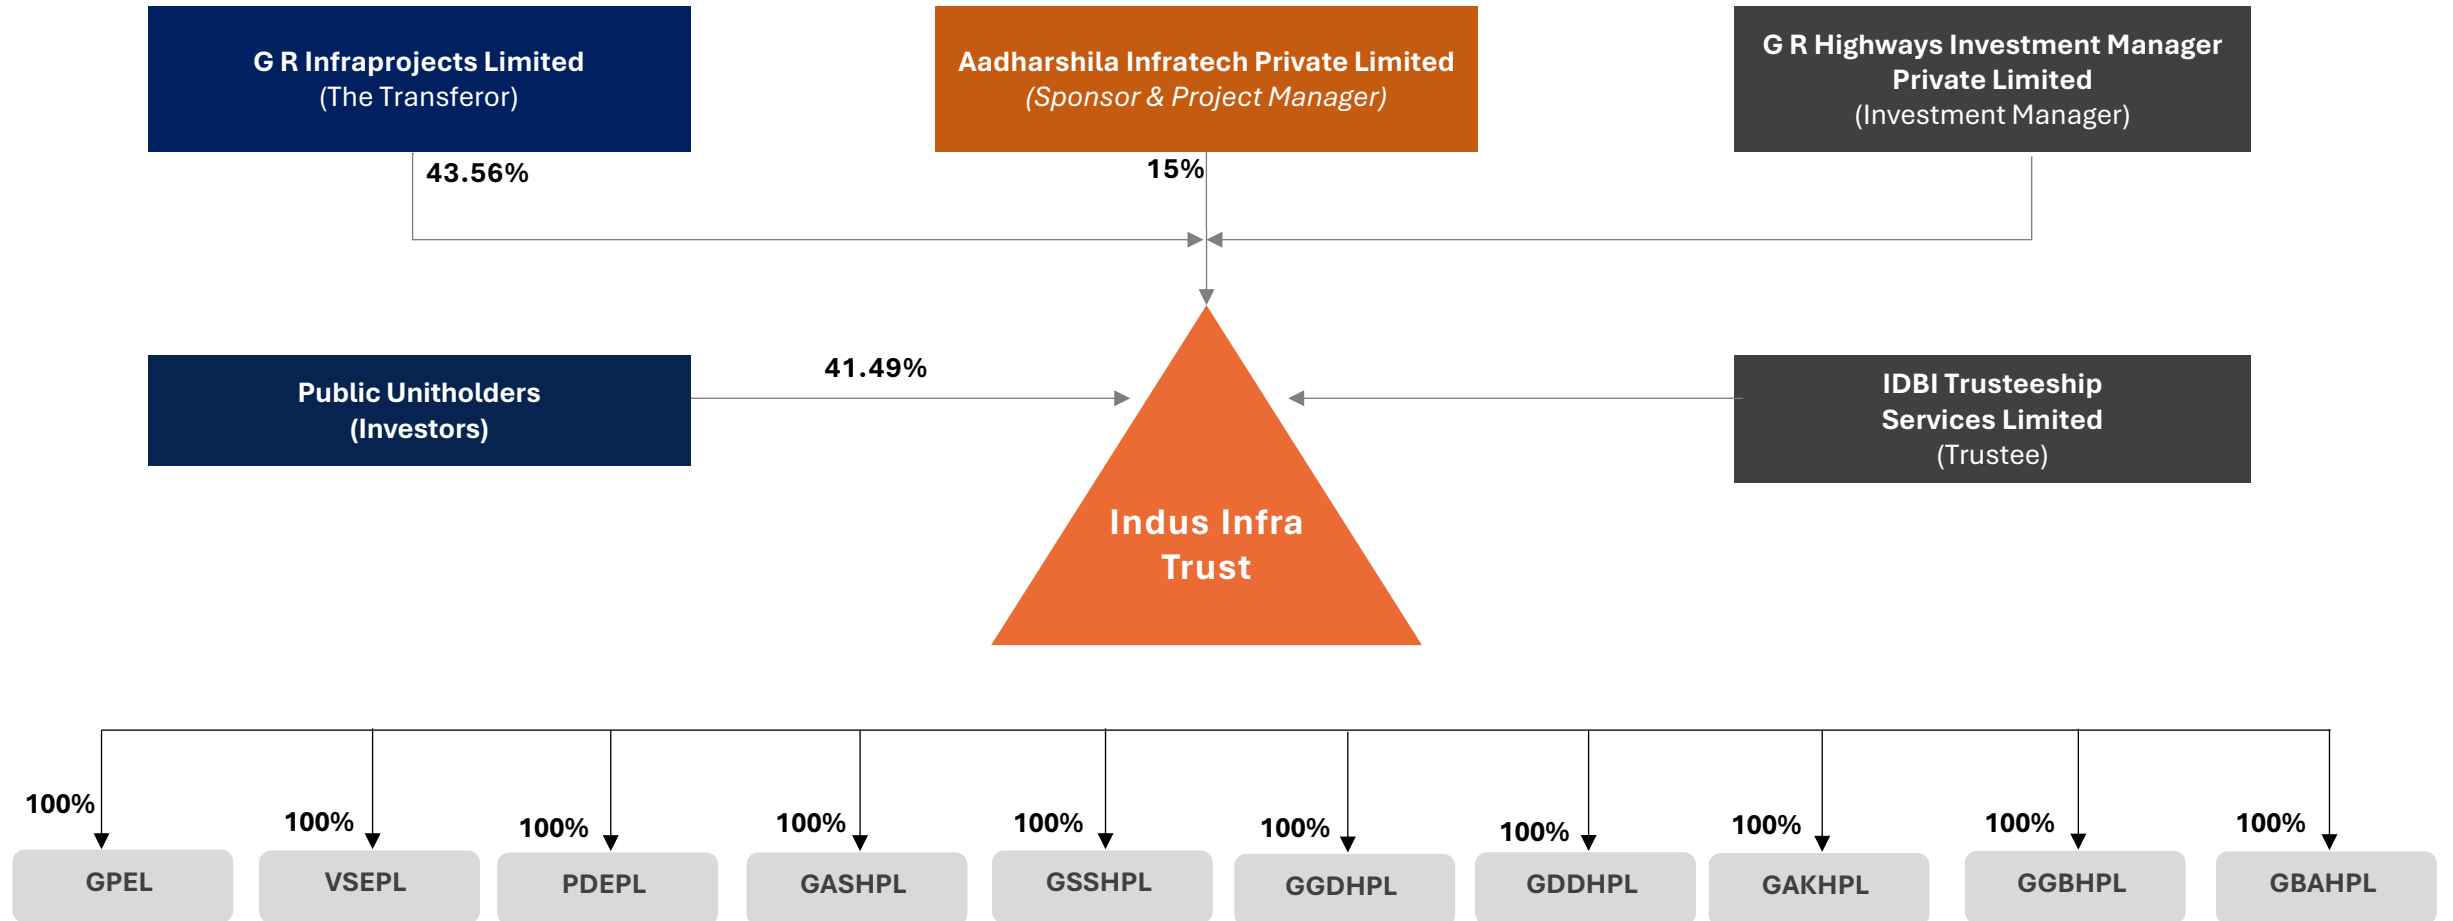 G R Infraprojects Limited
(The Transferor)
Aadharshila Infratech Private Limited
(Sponsor & Project Manager)
G R Highways Investment Manager
Private Limited
(Investment Manager)
43.56%
15%
Public Unitholders
(Investors)
41.49%
IDBI Trusteeship
Services Limited
(Trustee)
Indus Infra
Trust
100%
100%
100%
100%
100%
100%
100%
100%
100%
100%
GPEL
VSEPL
PDEPL
GASHPL
GSSHPL
GGDHPL
GDDHPL
GAKHPL
GGBHPL
GBAHPL